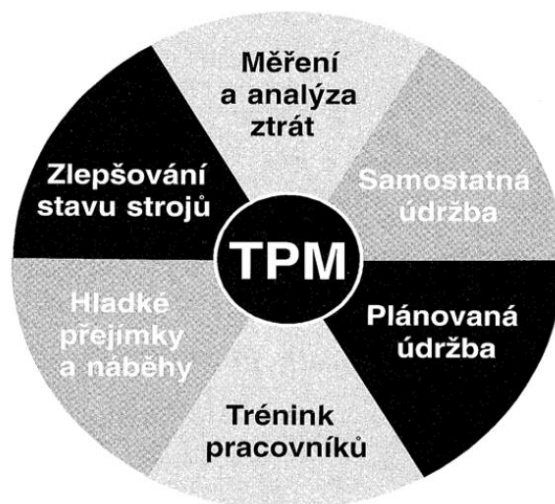 Měření
a analýza
ztrát
Samostatná
údržba
Plánovaná
údržba
Trénink
pracovníků
Hladké
přejímky
a náběhy
Zlepšování
stavu strojů
TPM